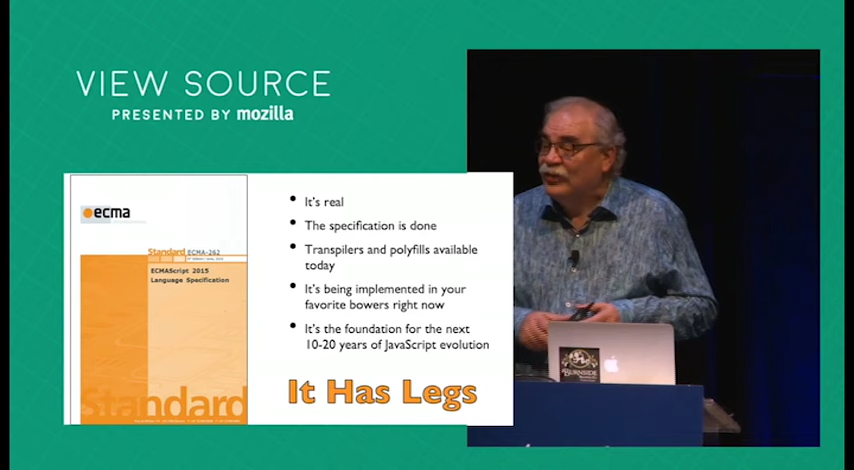 VIEW SOURCE
PRESENTED BY mozilla
ecma
Standard ECMA-262
ECMAScript 2015
Language Specification
Standard
• It's real
• The specification is done
• Transpilers and polyfills available
today
• It's being implemented in your
favorite bowers right now
• It's the foundation for the next
10-20 years of JavaScript evolution
It Has Legs
BURNSIDE